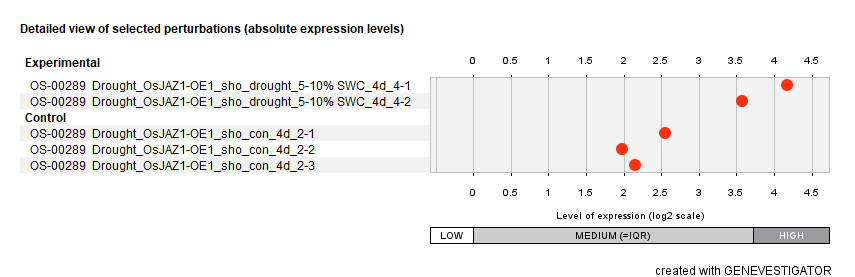 Detailed view of selected perturbations (absolute expression levels)
Experimental
0 0.5 1 1.5 2 2.5 3 3.5 4 4.5
OS-00289 Drought_OsJAZ1-OE1_sho_drought_5-10% SWC_4d_4-1
OS-00289 Drought_OsJAZ1-OE1_sho_drought_5-10% SWC_4d_4-2
Control
OS-00289 Drought_OsJAZ1-OE1_sho_con_4d_2-1
OS-00289 Drought_OsJAZ1-OE1_sho_con_4d_2-2
OS-00289 Drought_OsJAZ1-OE1_sho_con_4d_2-3
0 0.5 1 1.5 2 2.5 3 3.5 4 4.5
Level of expression (log2 scale)
LOW MEDIUM (=IQR) HIGH
created with GENEVESTIGATOR